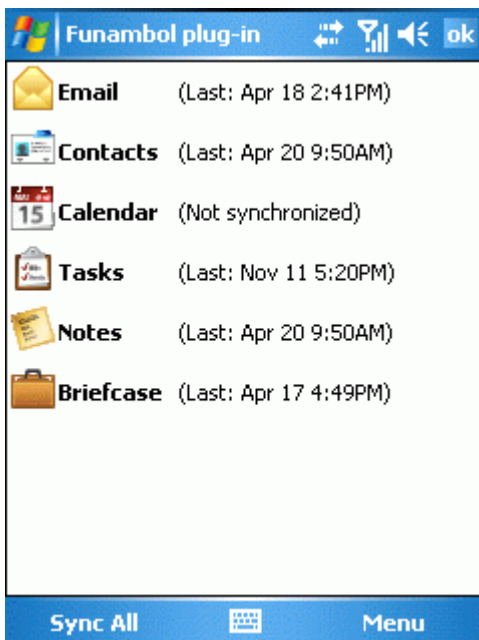 Funambol plug-in ok
Email (Last: Apr 18 2:41PM)
Contacts (Last: Apr 20 9:50AM)
15 Calendar (Not synchronized)
Tasks (Last: Nov 11 5:20PM)
Notes (Last: Apr 20 9:50AM)
Briefcase (Last: Apr 17 4:49PM)
Sync All Menu